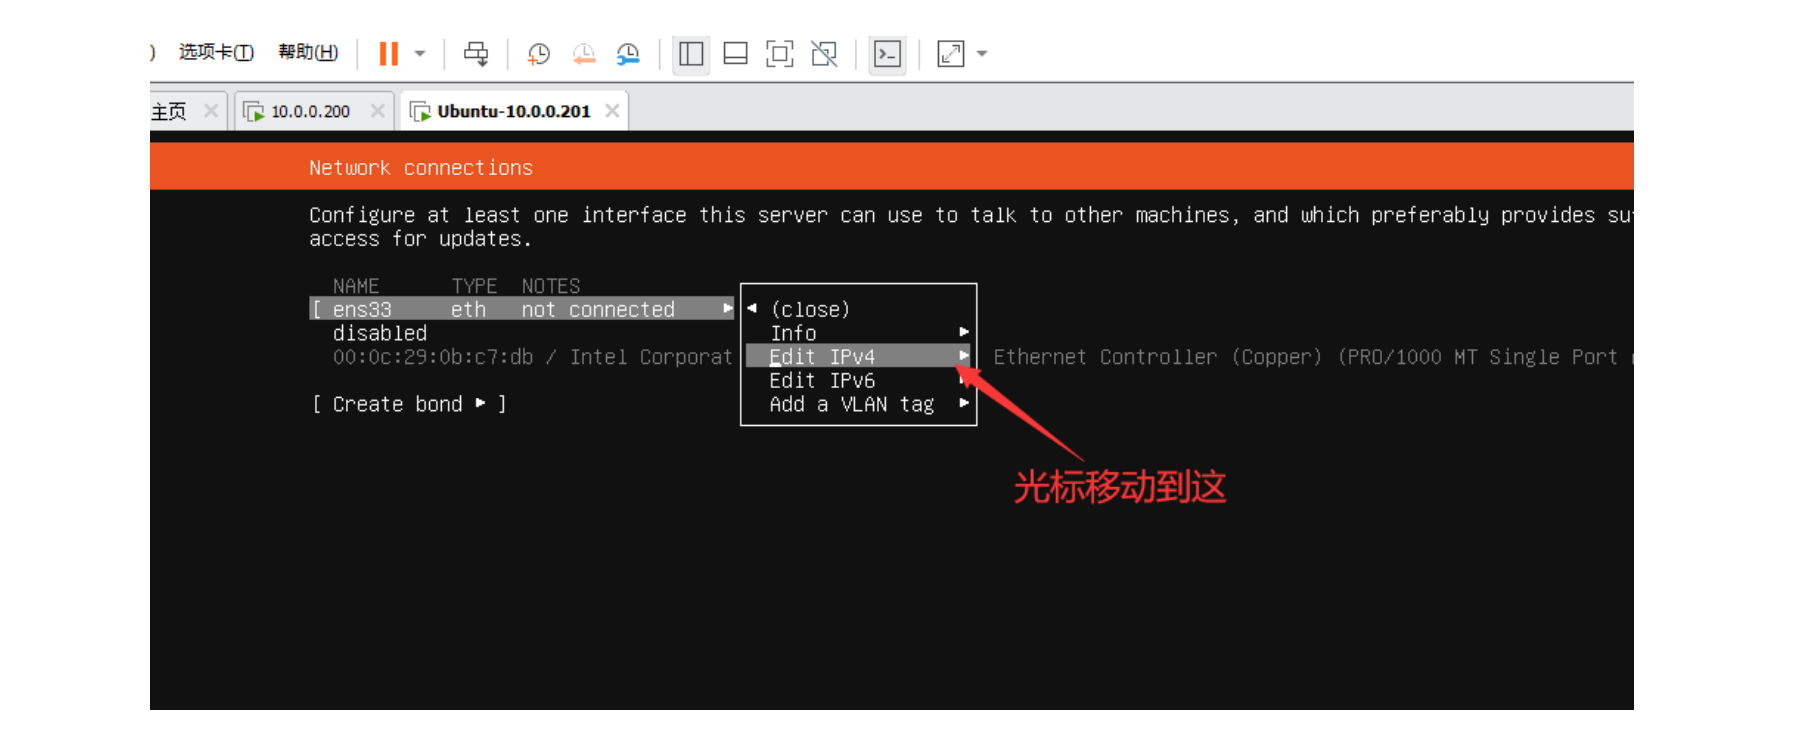 ) 选项卡(T) 帮助(H)
主页 10.0.0.200 Ubuntu-10.0.0.201
Network connections
Configure at least one interface this server can use to talk to other machines, and which preferably provides su
access for updates.
NAME TYPE NOTES
[ ens33 eth not connected ▸ ◂ (close)
disabled Info ▸
00:0c:29:0b:c7:db / Intel Corporat Edit IPv4 ▸ Ethernet Controller (Copper) (PRO/1000 MT Single Port
Edit IPv6 ▸
[ Create bond ▸ ] Add a VLAN tag ▸
光标移动到这